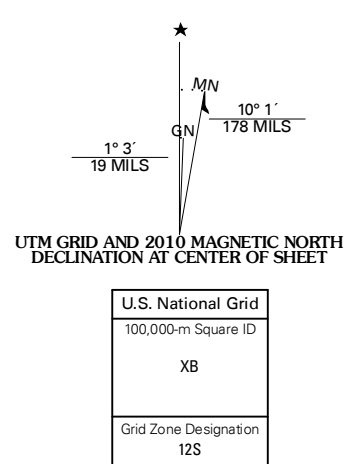 MN
10° 1´
178 MILS
GN
1° 3´
19 MILS
UTM GRID AND 2010 MAGNETIC NORTH
DECLINATION AT CENTER OF SHEET
U.S. National Grid
100,000-m Square ID
XB
Grid Zone Designation
12S